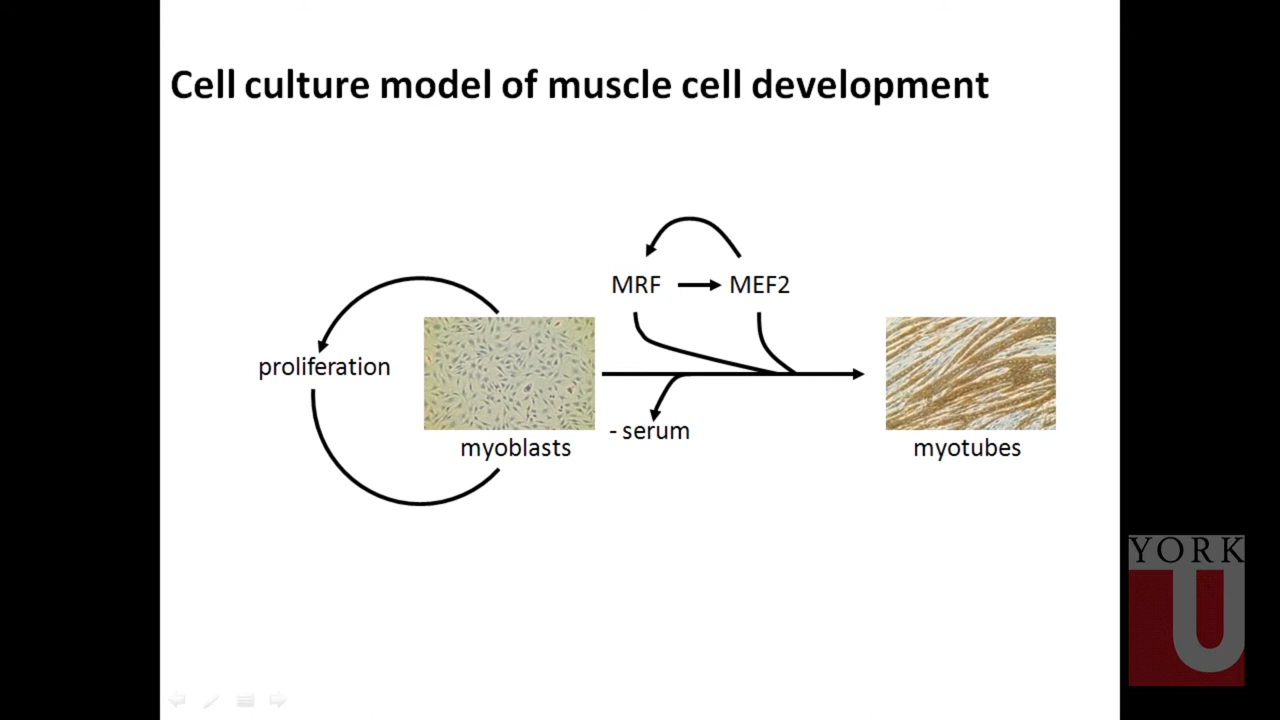 Cell culture model of muscle cell development
MRF
MEF2
proliferation
- serum
myoblasts
myotubes
YORK
U